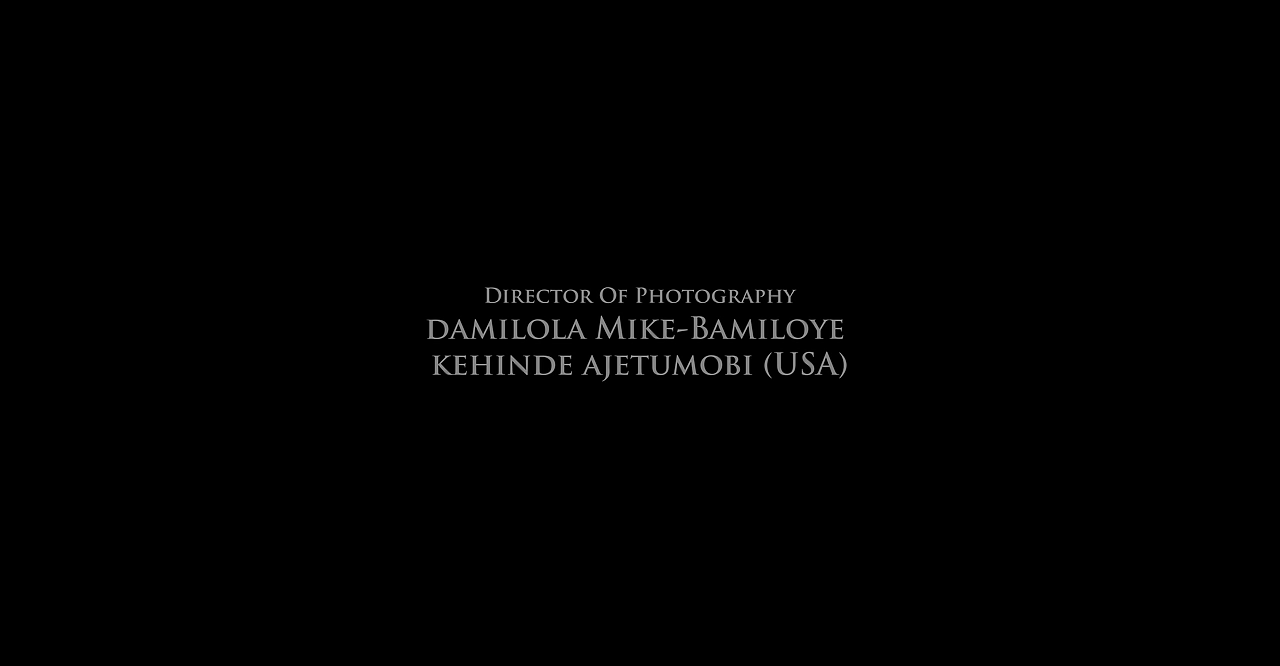 Director Of Photography
damilola Mike-Bamiloye
kehinde ajetumobi (USA)